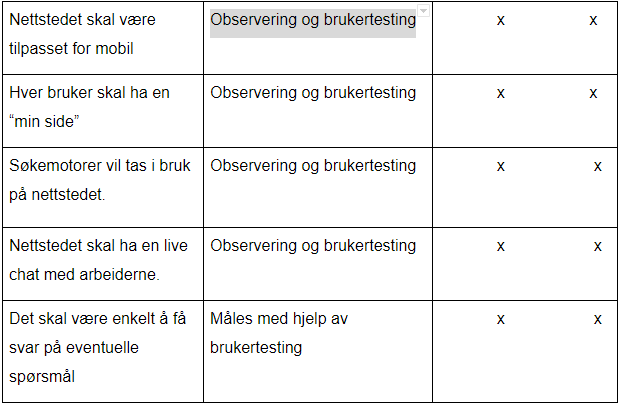 Nettstedet skal være
tilpasset for mobil
Observering og brukertesting
x x
Hver bruker skal ha en
“min side”
Observering og brukertesting
x x
Søkemotorer vil tas i bruk
på nettstedet.
Observering og brukertesting
x x
Nettstedet skal ha en live
chat med arbeiderne.
Observering og brukertesting
x x
Det skal være enkelt å få
svar på eventuelle
spørsmål
Måles med hjelp av
brukertesting
x x